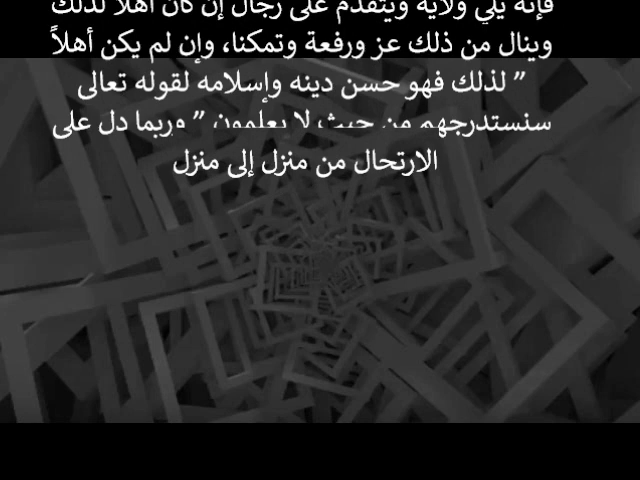 فإنه يلي ولاية ويتقدم على رجال إن كان أهلاً لذلك
وينال من ذلك عز ورفعة وتمكنا، وإن لم يكن أهلاً
لذلك فهو حسن دينه وإسلامه لقوله تعالى ”
سنستدرجهم من حيث لا يعلمون ” وربما دل على
الارتحال من منزل إلى منزل